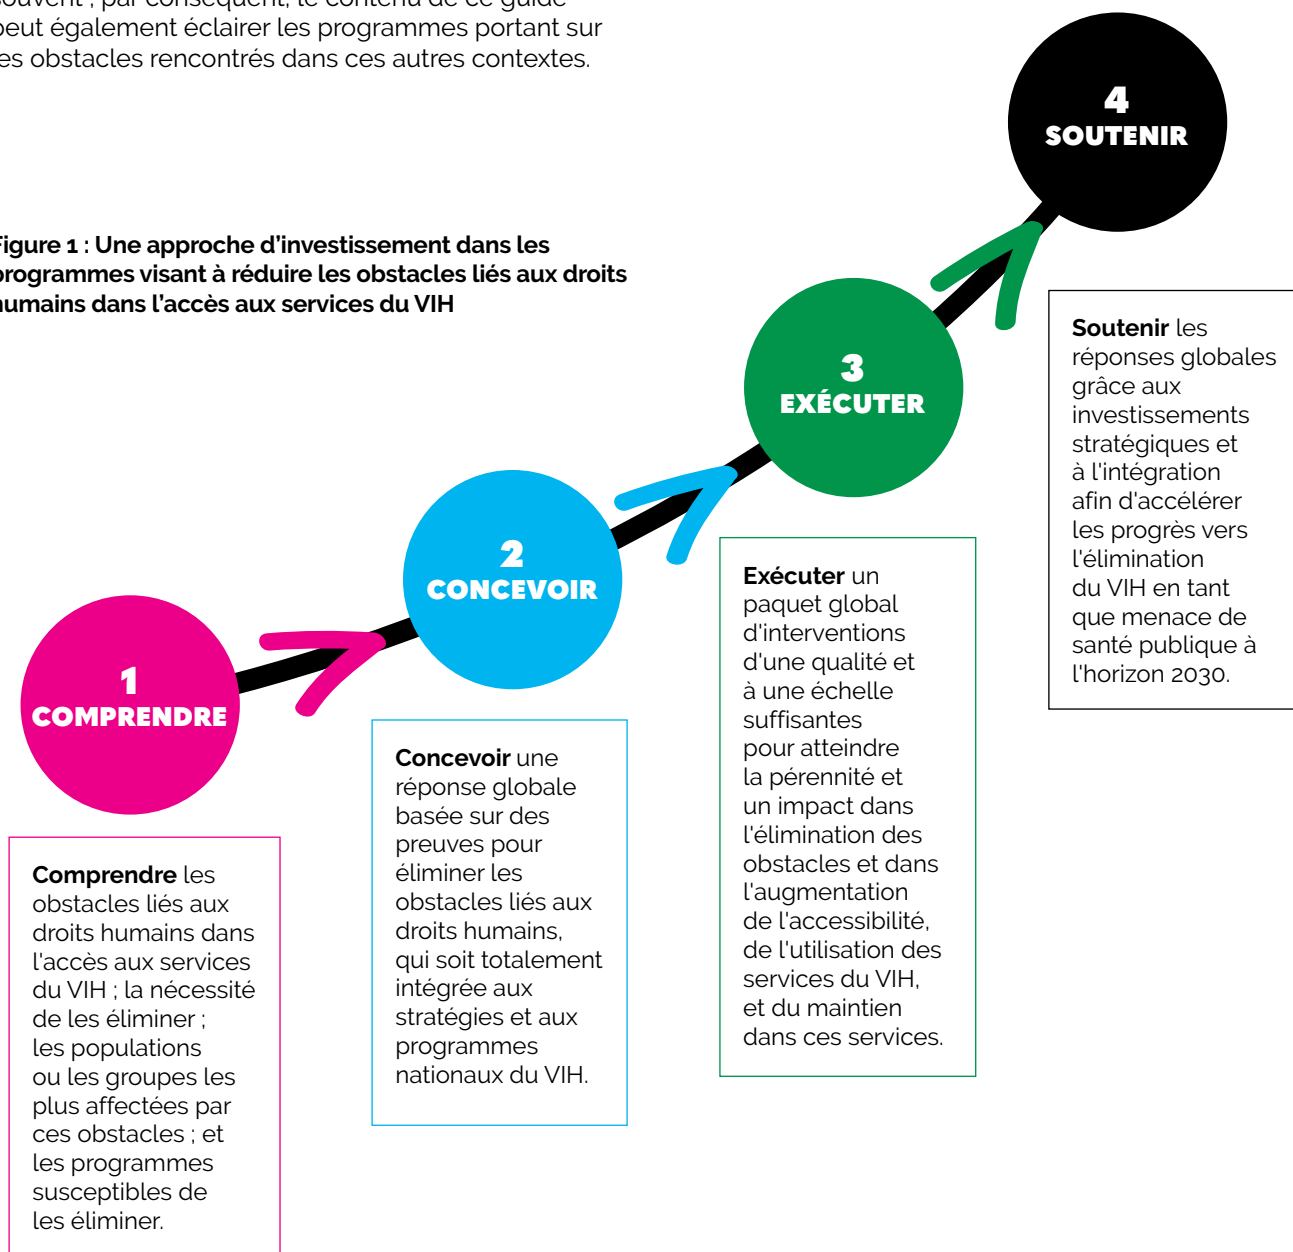 souvent ; par conséquent, le contenu de ce guide
peut également éclairer les programmes portant sur
les obstacles rencontrés dans ces autres contextes.
Figure 1 : Une approche d’investissement dans les
programmes visant à réduire les obstacles liés aux droits
humains dans l’accès aux services du VIH
1
COMPRENDRE
Comprendre les
obstacles liés aux
droits humains dans
l'accès aux services
du VIH ; la nécessité
de les éliminer ;
les populations
ou les groupes les
plus affectées par
ces obstacles ; et
les programmes
susceptibles de
les éliminer.
2
CONCEVOIR
Concevoir une
réponse globale
basée sur des
preuves pour
éliminer les
obstacles liés aux
droits humains,
qui soit totalement
intégrée aux
stratégies et aux
programmes
nationaux du VIH.
3
EXÉCUTER
Exécuter un
paquet global
d'interventions
d'une qualité et
à une échelle
suffisantes
pour atteindre
la pérennité et
un impact dans
l'élimination des
obstacles et dans
l'augmentation
de l'accessibilité,
de l'utilisation des
services du VIH,
et du maintien
dans ces services.
4
SOUTENIR
Soutenir les
réponses globales
grâce aux
investissements
stratégiques et
à l'intégration
afin d'accélérer
les progrès vers
l'élimination
du VIH en tant
que menace de
santé publique à
l'horizon 2030.